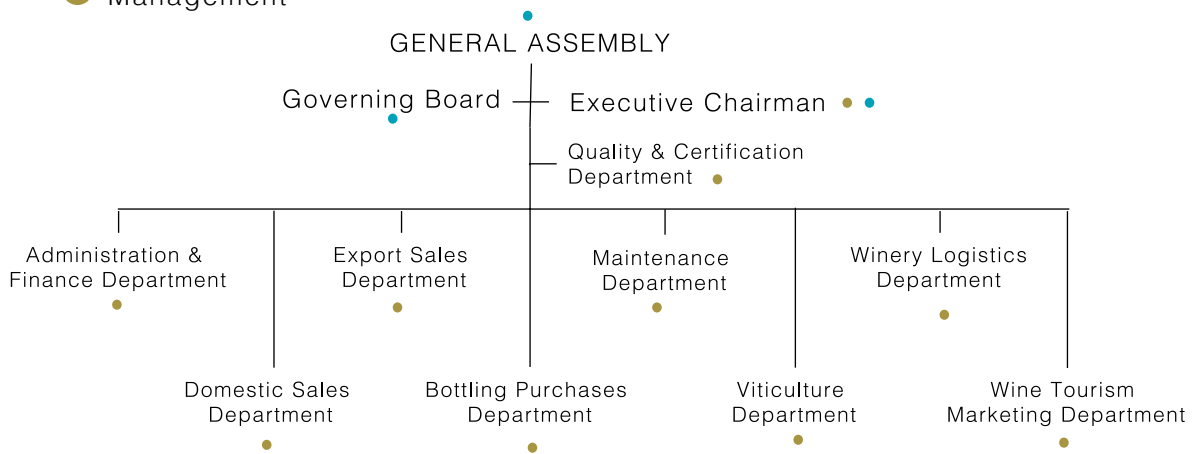 Management
GENERAL ASSEMBLY
Governing Board
Executive Chairman
Quality & Certification
Department
Administration &
Finance Department
Export Sales
Department
Maintenance
Department
Winery Logistics
Department
Domestic Sales
Department
Bottling Purchases
Department
Viticulture
Department
Wine Tourism
Marketing Department